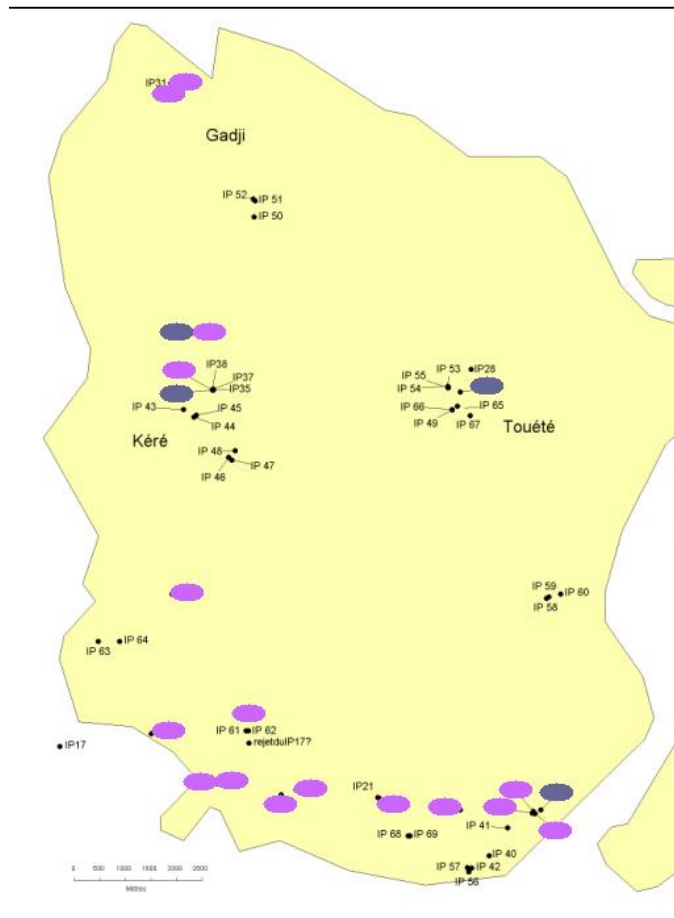 IP31
Gadji
IP 52
IP 51
IP 50
IP38
IP37
IP35
IP 43
IP 45
IP 44
Kéré
IP 48
IP 47
IP 46
IP 53
IP28
IP 55
IP 54
IP 66
IP 65
IP 49
IP 67
Touété
IP 59
IP 60
IP 58
IP 63
IP 64
IP 61
IP 62
rejetduIP17?
IP17
IP21
IP 68
IP 69
IP 41
IP 40
IP 57
IP 42
IP 56
0 500 1000 1500 2000 2500
Mètres